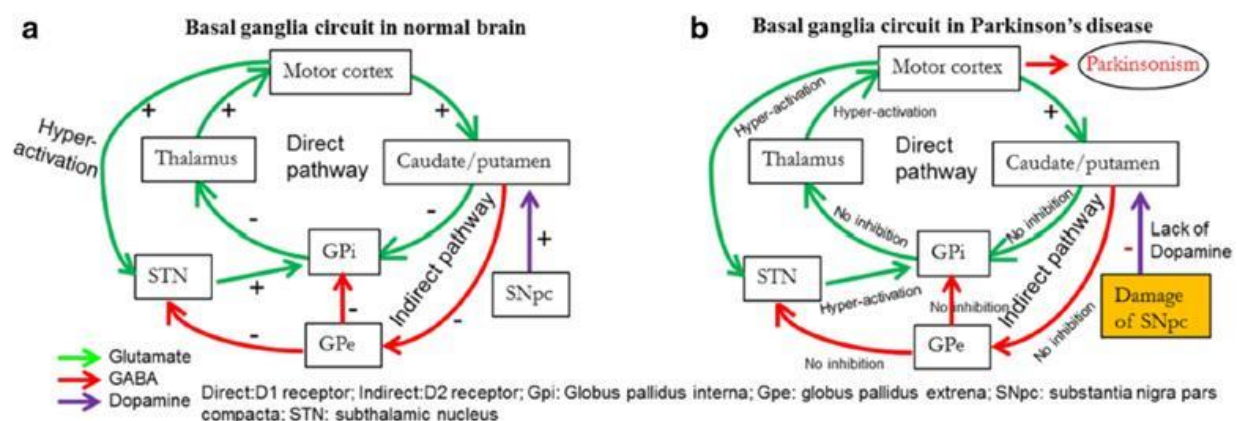 a
Basal ganglia circuit in normal brain
Motor cortex
+
+
+
Hyper-
activation
Thalamus
Direct
pathway
Caudate/putamen
-
-
GPi
Indirect pathway
+
STN
+
SNpc
-
-
-
GPe
b
Basal ganglia circuit in Parkinson's disease
Motor cortex
Parkinsonism
Hyper-activation
Hyper-activation
+
Thalamus
Direct
pathway
Caudate/putamen
No inhibition
No inhibition
GPi
Indirect pathway
-
Lack of
Dopamine
STN
Hyper-activation
No inhibition
No inhibition
Damage
of SNpc
GPe
No inhibition
Glutamate
GABA
Dopamine
Direct:D1 receptor; Indirect:D2 receptor; Gpi: Globus pallidus interna; Gpe: globus pallidus extrena; SNpc: substantia nigra pars
compacta; STN: subthalamic nucleus